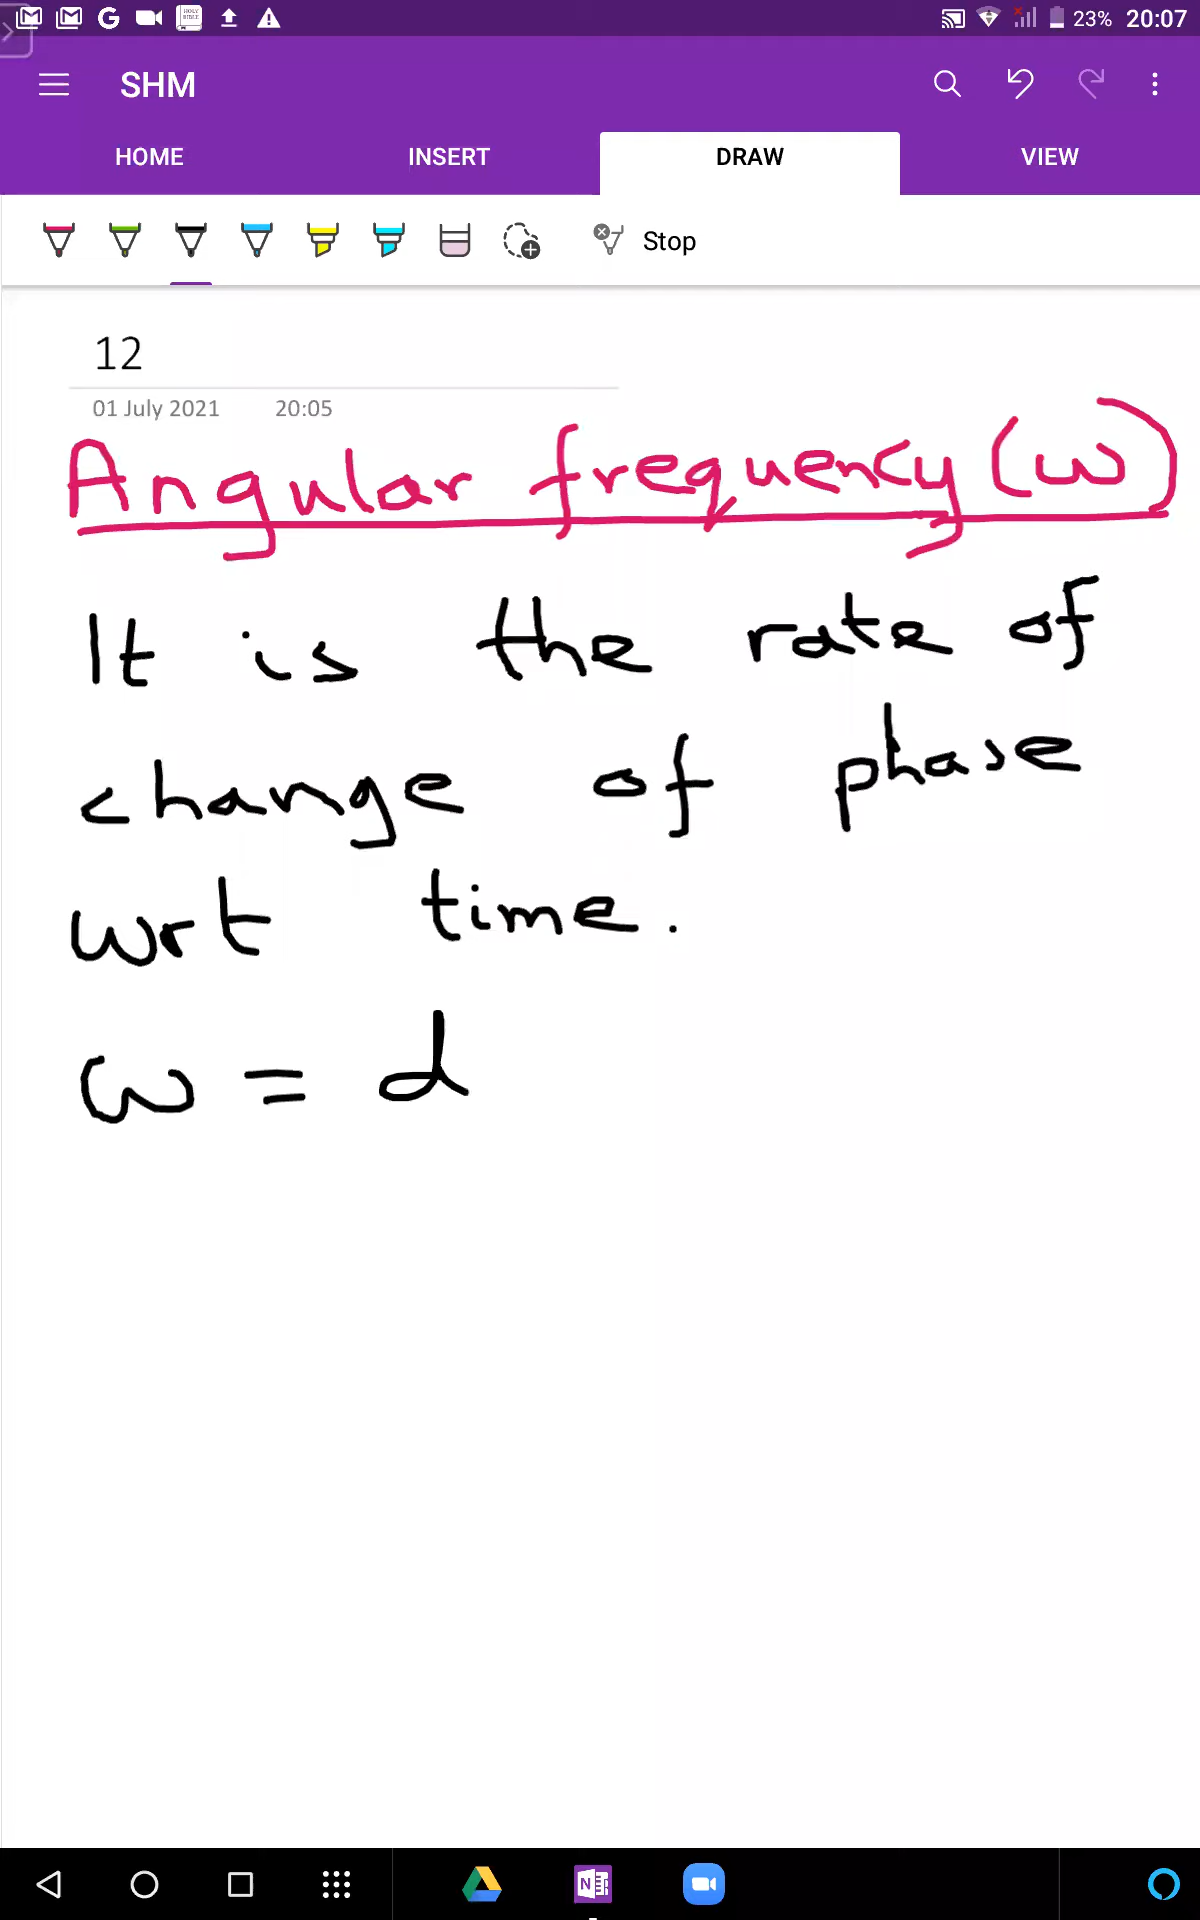 23% 20:07
SHM
HOME INSERT DRAW VIEW
Stop
12
01 July 2021 20:05
Angular frequency (ω)
It is the rate of
change of phase
wrt time.
ω = d